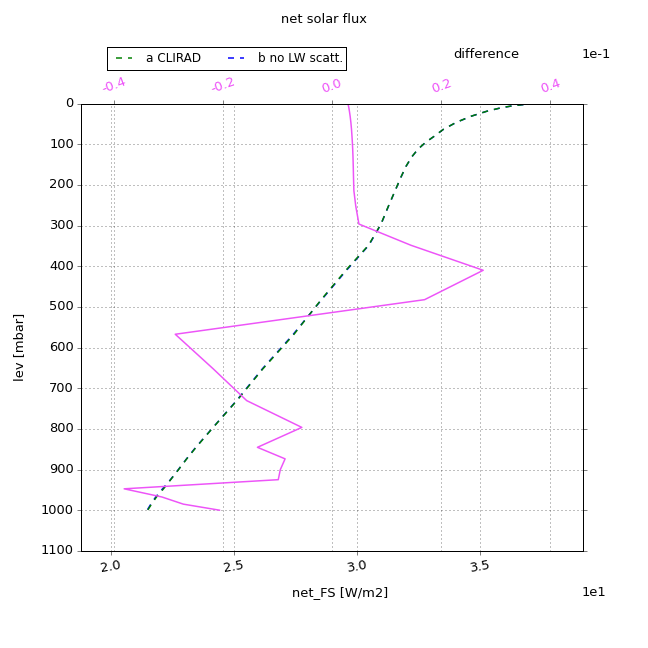 net solar flux
a CLIRAD b no LW scatt.
difference 1e-1
-0.4 -0.2 0.0 0.2 0.4
0
100
200
300
400
500
600
700
800
900
1000
1100
lev [mbar]
2.0 2.5 3.0 3.5
net_FS [W/m2] 1e1